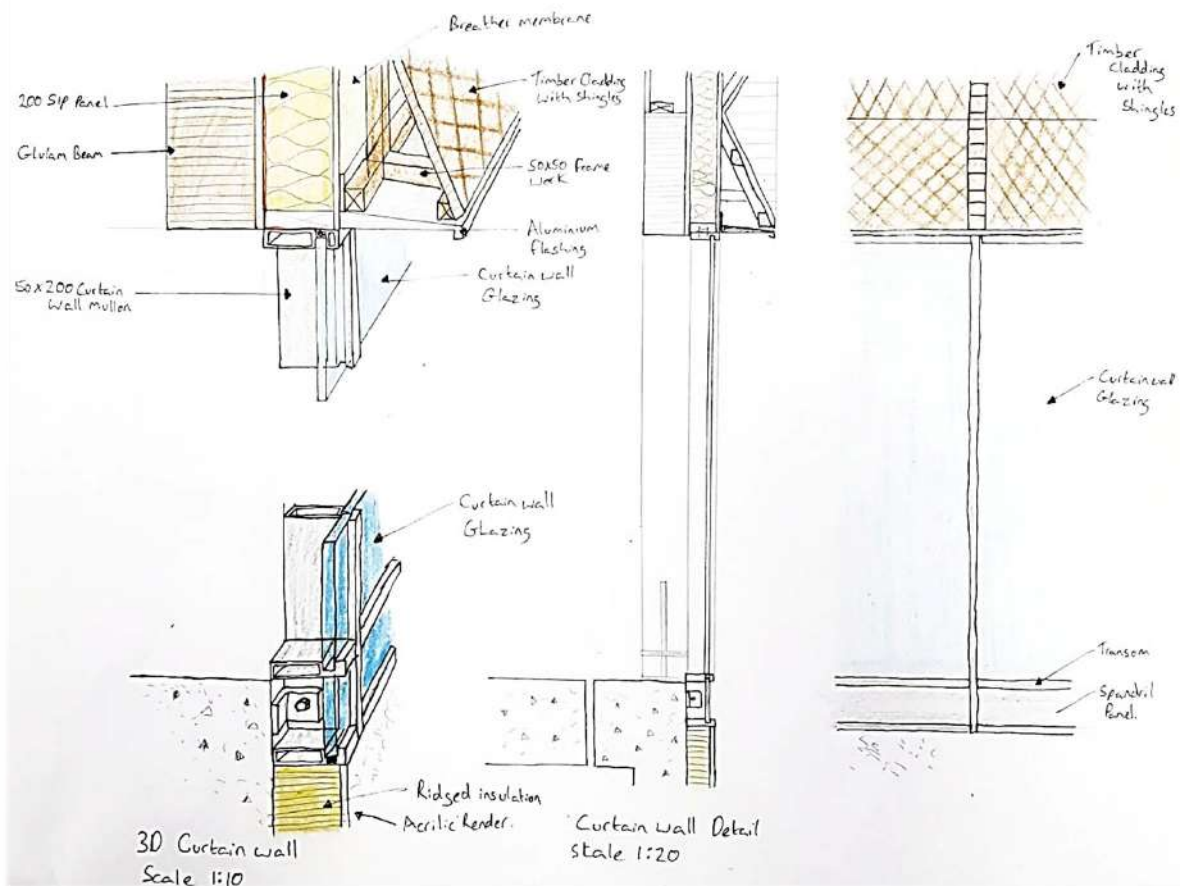 Breather membrane
200 SIP Panel
Glulam Beam
Timber Cladding
with Shingles
50x50 Frame
work
Aluminium
flashing
Curtain wall
Glazing
50 x 200 Curtain
Wall mullon
Curtain wall
Glazing
Ridged insulation
Acrilic Render.
3D Curtain wall
Scale 1:10
Curtain wall Detail
skale 1:20
Timber
Cladding
with
Shingles
Curtain wall
Glazing
Transom
Spandril
Panel.